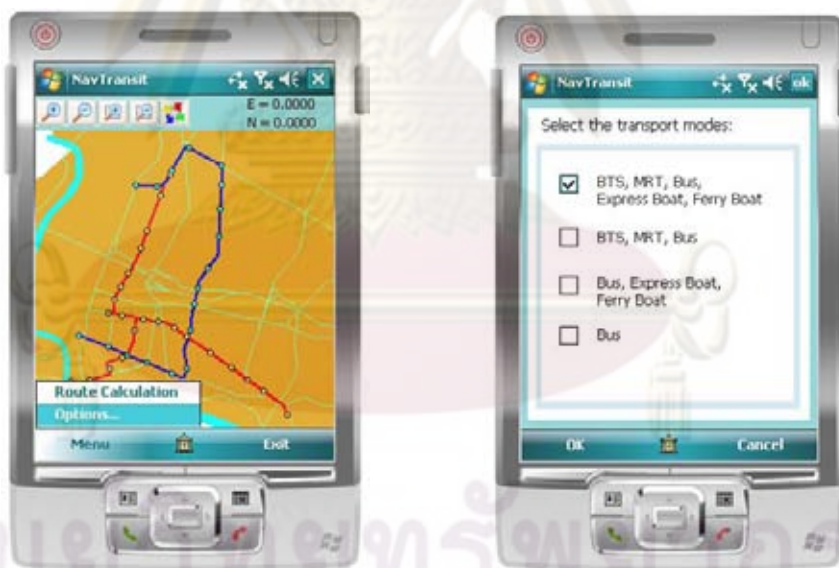 NavTransit
E = 0.0000
N = 0.0000
Route Calculation
Options...
Menu
Exit
NavTransit
ok
Select the transport modes:
BTS, MRT, Bus,
Express Boat, Ferry Boat
BTS, MRT, Bus
Bus, Express Boat,
Ferry Boat
Bus
OK
Cancel